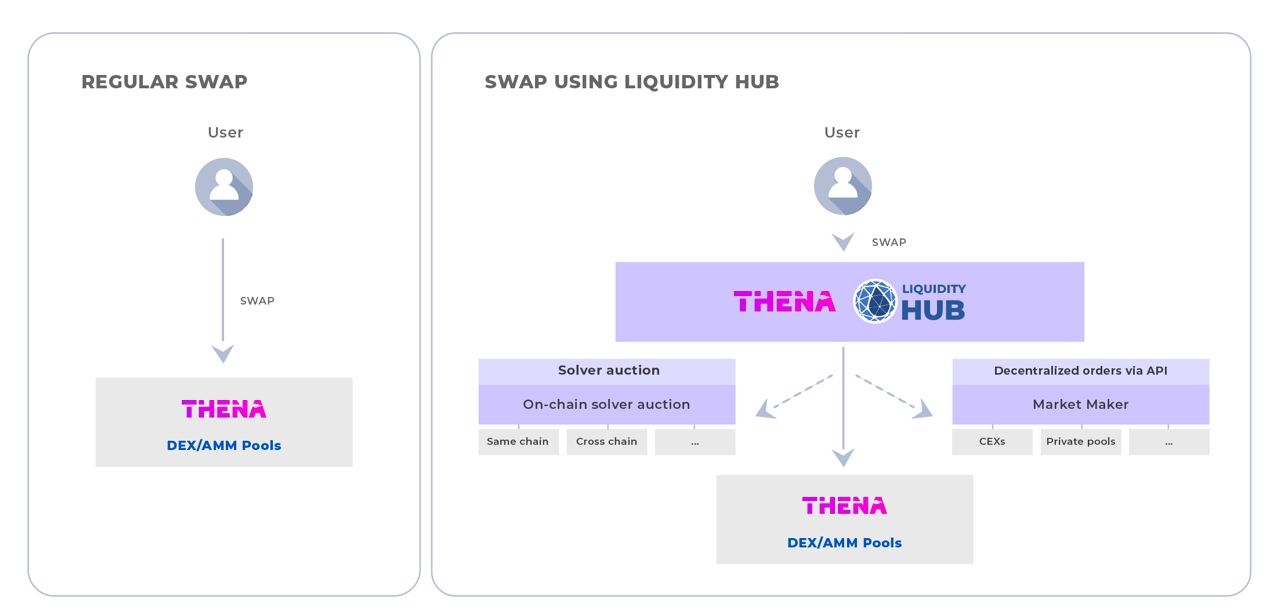 REGULAR SWAP
User
SWAP
THENA
DEX/AMM Pools
SWAP USING LIQUIDITY HUB
User
SWAP
THENA
LIQUIDITY
HUB
Solver auction
On-chain solver auction
Same chain
Cross chain
...
Decentralized orders via API
Market Maker
CEXs
Private pools
...
THENA
DEX/AMM Pools